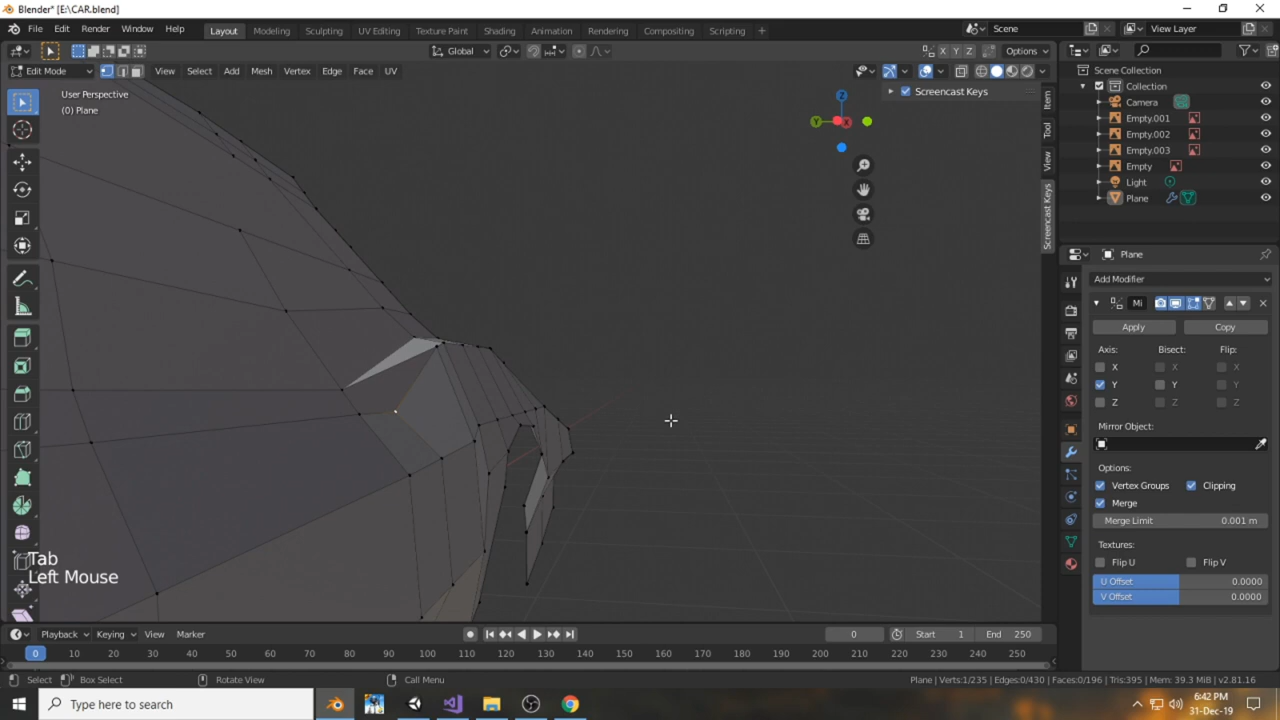 Blender* [E:\CAR.blend]
File Edit Render Window Help Layout Modeling Sculpting UV Editing Texture Paint Shading Animation Rendering Compositing Scripting + Scene View Layer
Global X Y Z Options
Edit Mode View Select Add Mesh Vertex Edge Face UV
User Perspective
(0) Plane
Screencast Keys
Z
Y X
Item
Tool
View
Screencast Keys
Scene Collection
Collection
Camera
Empty.001
Empty.002
Empty.003
Empty
Light
Plane
Plane
Add Modifier
Mi
Apply Copy
Axis: Bisect: Flip:
X X X
Y Y Y
Z Z Z
Mirror Object:
Options:
Vertex Groups Clipping
Merge
Merge Limit 0.001 m
Textures:
Flip U Flip V
U Offset 0.0000
V Offset 0.0000
Tab
Left Mouse
Playback Keying View Marker 0 Start 1 End 250
0 10 20 30 40 50 60 70 80 90 100 110 120 130 140 150 160 170 180 190 200 210 220 230 240 250
Select Box Select Rotate View Call Menu Plane | Verts:1/235 | Edges:0/430 | Faces:0/196 | Tris:395 | Mem: 39.3 MiB | v2.81.16
Type here to search
6:42 PM
31-Dec-19